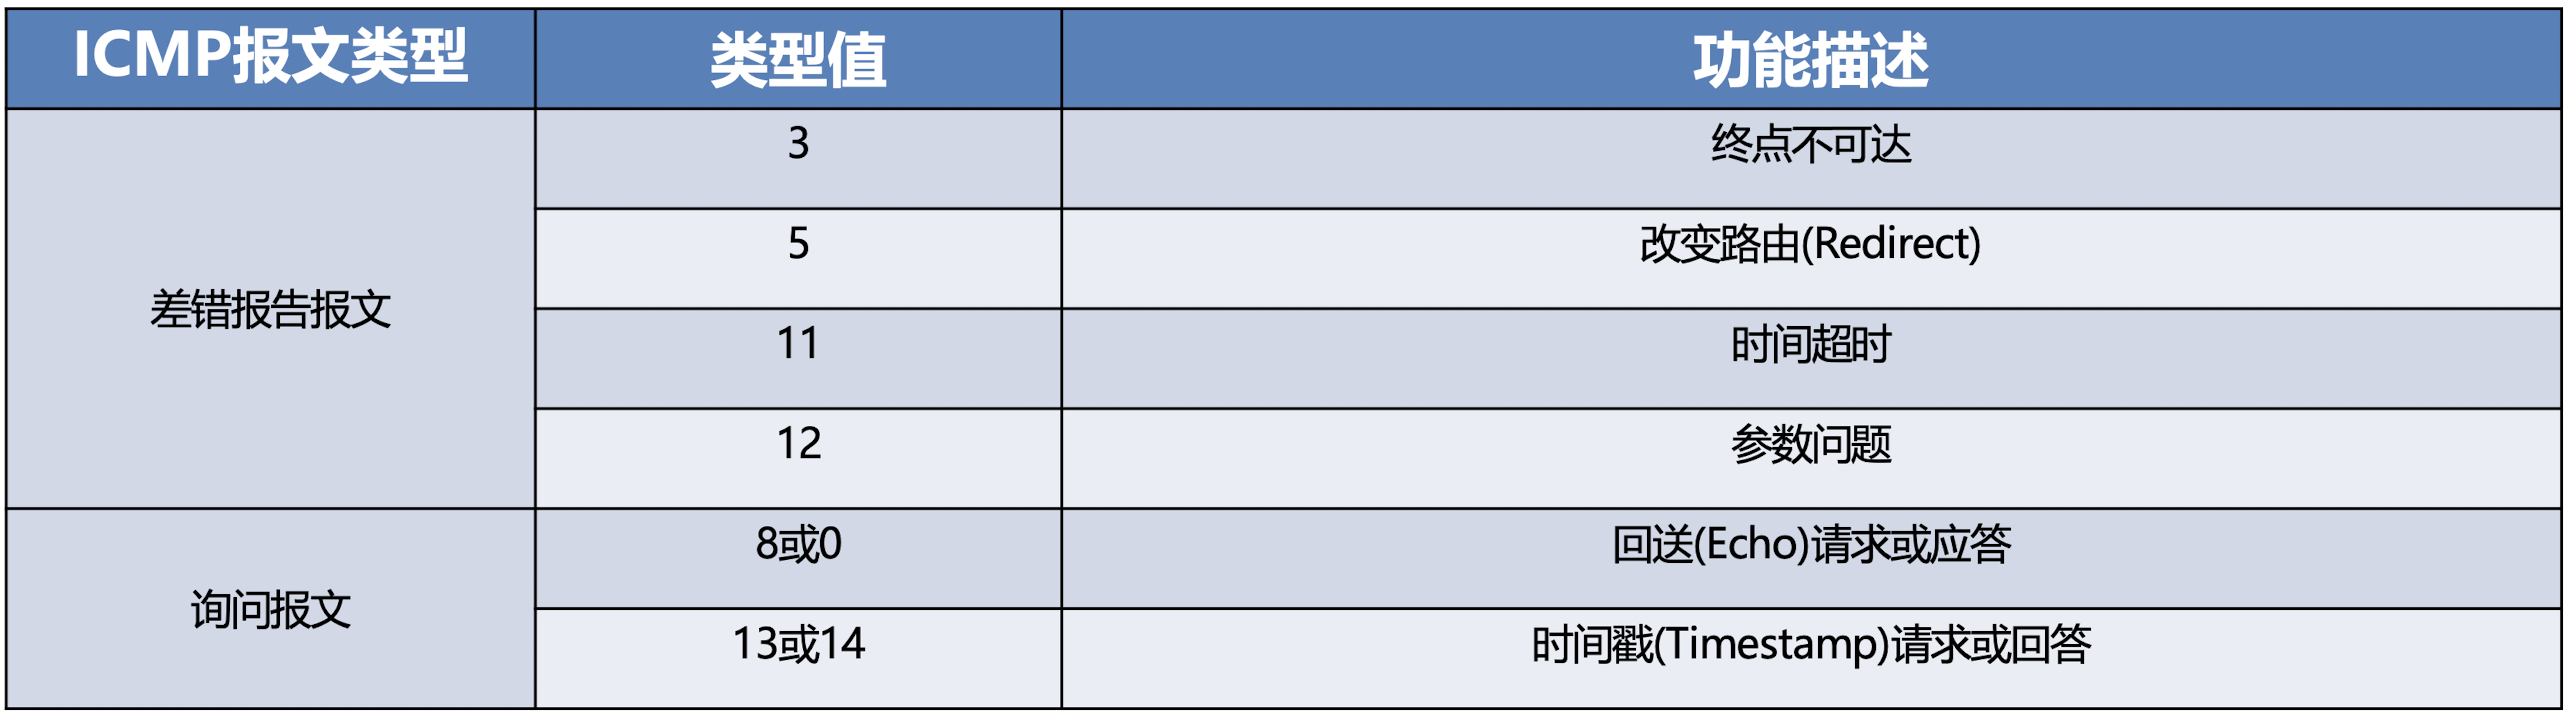 ICMP报文类型 类型值 功能描述
差错报告报文 3 终点不可达
5 改变路由(Redirect)
11 时间超时
12 参数问题
询问报文 8或0 回送(Echo)请求或应答
13或14 时间戳(Timestamp)请求或回答